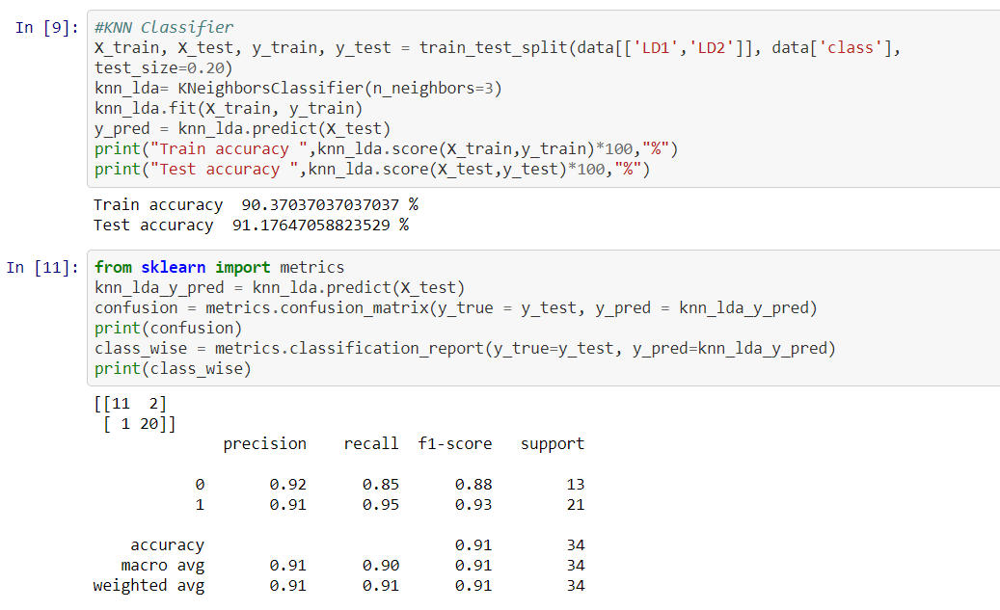 In [9]: #KNN Classifier
X_train, X_test, y_train, y_test = train_test_split(data[['LD1','LD2']], data['class'],
test_size=0.20)
knn_lda= KNeighborsClassifier(n_neighbors=3)
knn_lda.fit(X_train, y_train)
y_pred = knn_lda.predict(X_test)
print("Train accuracy ",knn_lda.score(X_train,y_train)*100,"%")
print("Test accuracy ",knn_lda.score(X_test,y_test)*100,"%")
Train accuracy  90.37037037037037 %
Test accuracy  91.17647058823529 %
In [11]: from sklearn import metrics
knn_lda_y_pred = knn_lda.predict(X_test)
confusion = metrics.confusion_matrix(y_true = y_test, y_pred = knn_lda_y_pred)
print(confusion)
class_wise = metrics.classification_report(y_true=y_test, y_pred=knn_lda_y_pred)
print(class_wise)
[[11  2]
 [ 1 20]]
              precision    recall  f1-score   support
           0       0.92      0.85      0.88        13
           1       0.91      0.95      0.93        21
    accuracy                           0.91        34
   macro avg       0.91      0.90      0.91        34
weighted avg       0.91      0.91      0.91        34